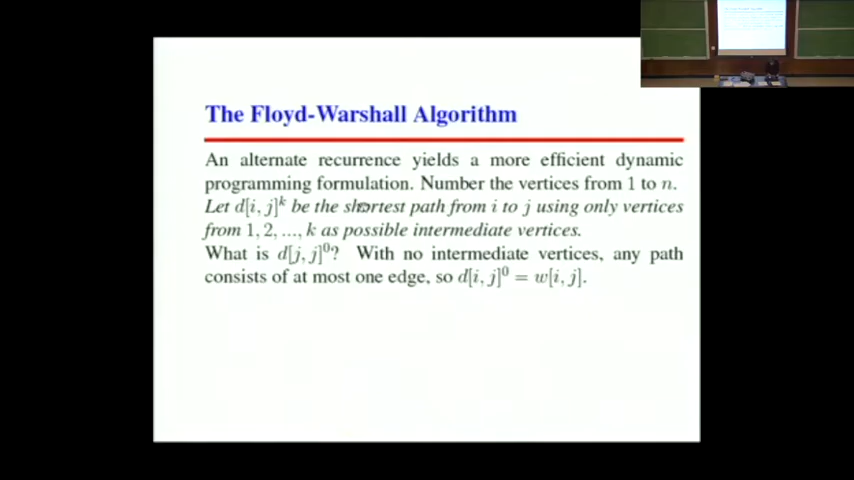 The Floyd-Warshall Algorithm
An alternate recurrence yields a more efficient dynamic
programming formulation. Number the vertices from 1 to n.
Let d[i, j]^k be the shortest path from i to j using only vertices
from 1, 2, ..., k as possible intermediate vertices.
What is d[j, j]^0? With no intermediate vertices, any path
consists of at most one edge, so d[i, j]^0 = w[i, j].